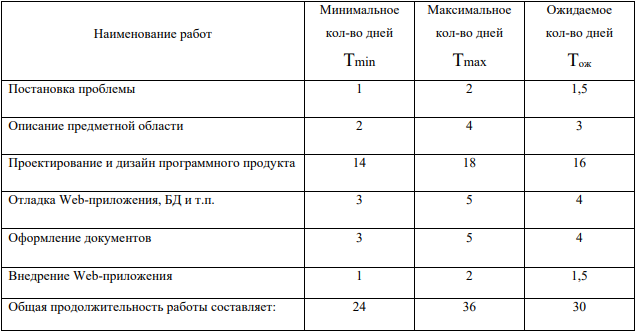 Наименование работ
Минимальное
кол-во дней
Tmin
Максимальное
кол-во дней
Tmax
Ожидаемое
кол-во дней
Tож
Постановка проблемы 1 2 1,5
Описание предметной области 2 4 3
Проектирование и дизайн программного продукта 14 18 16
Отладка Web-приложения, БД и т.п. 3 5 4
Оформление документов 3 5 4
Внедрение Web-приложения 1 2 1,5
Общая продолжительность работы составляет: 24 36 30